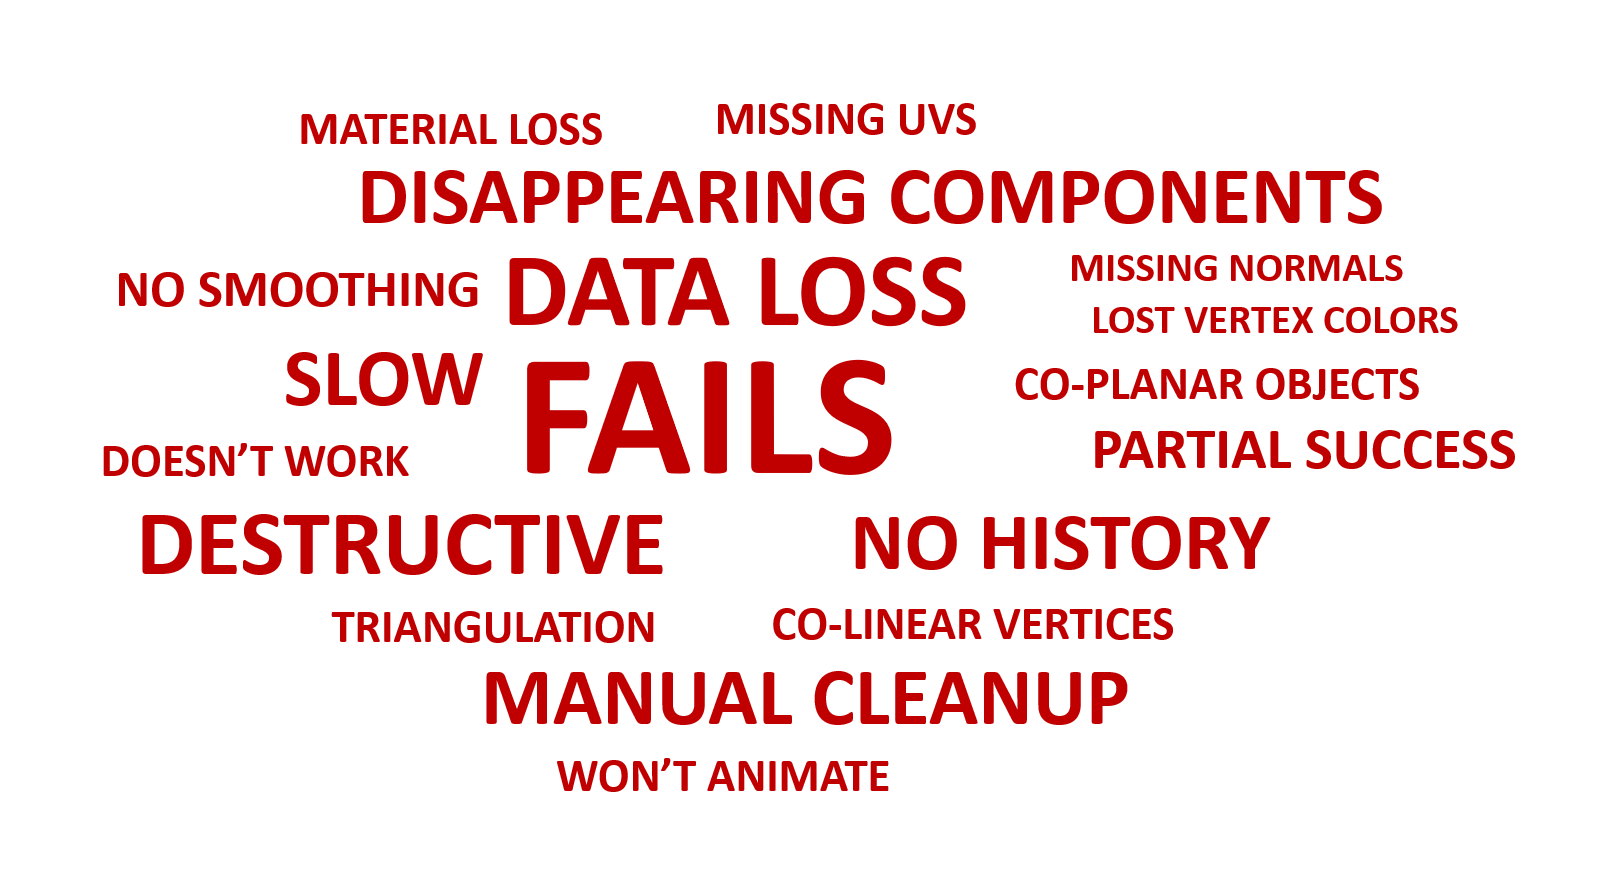 MATERIAL LOSS
MISSING UVS
DISAPPEARING COMPONENTS
NO SMOOTHING
DATA LOSS
MISSING NORMALS
LOST VERTEX COLORS
SLOW
FAILS
CO-PLANAR OBJECTS
DOESN’T WORK
PARTIAL SUCCESS
DESTRUCTIVE
NO HISTORY
TRIANGULATION
CO-LINEAR VERTICES
MANUAL CLEANUP
WON’T ANIMATE